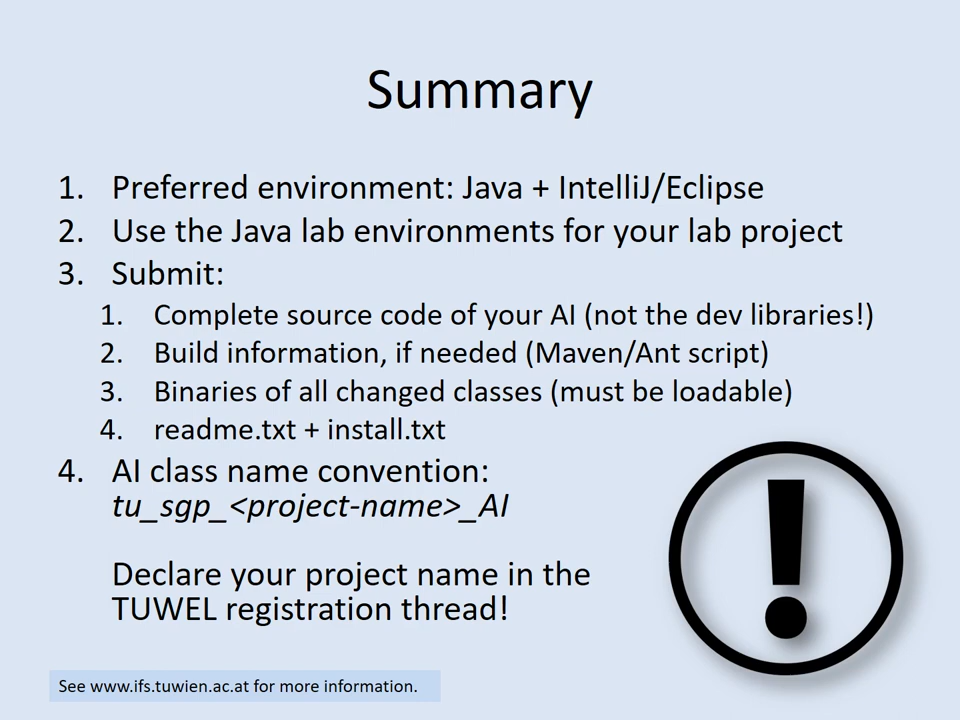 Summary
1. Preferred environment: Java + IntelliJ/Eclipse
2. Use the Java lab environments for your lab project
3. Submit:
1. Complete source code of your AI (not the dev libraries!)
2. Build information, if needed (Maven/Ant script)
3. Binaries of all changed classes (must be loadable)
4. readme.txt + install.txt
4. AI class name convention:
tu_sgp_<project-name>_AI
Declare your project name in the
TUWEL registration thread!
!
See www.ifs.tuwien.ac.at for more information.